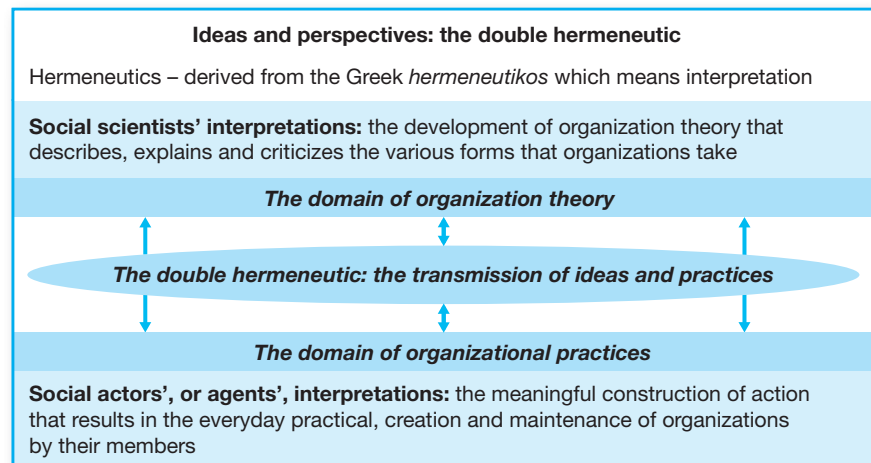 Ideas and perspectives: the double hermeneutic
Hermeneutics – derived from the Greek hermeneutikos which means interpretation
Social scientists’ interpretations: the development of organization theory that
describes, explains and criticizes the various forms that organizations take
The domain of organization theory
The double hermeneutic: the transmission of ideas and practices
The domain of organizational practices
Social actors’, or agents’, interpretations: the meaningful construction of action
that results in the everyday practical, creation and maintenance of organizations
by their members